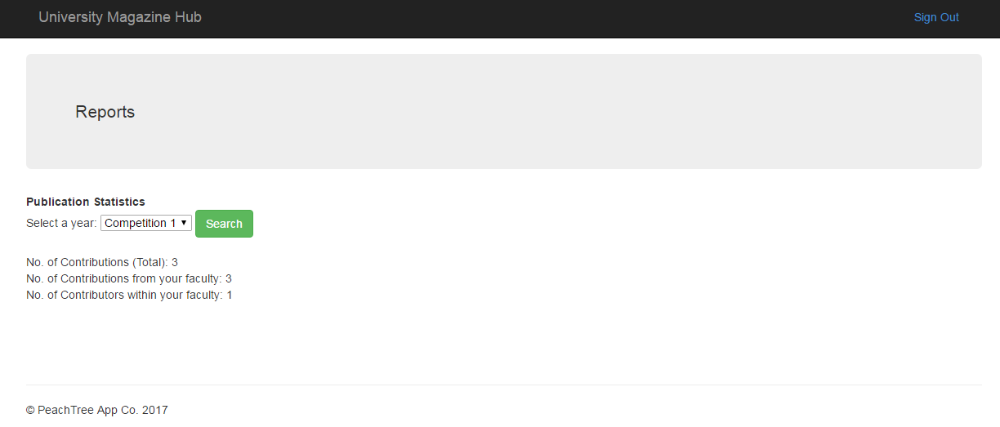 University Magazine Hub Sign Out
Reports
Publication Statistics
Select a year: Competition 1 Search
No. of Contributions (Total): 3
No. of Contributions from your faculty: 3
No. of Contributors within your faculty: 1
© PeachTree App Co. 2017